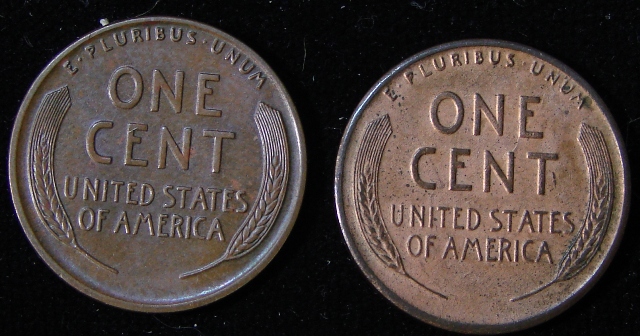 E·PLURIBUS·UNUM
ONE
CENT
UNITED STATES
OF AMERICA
E·PLURIBUS·UNUM
ONE
CENT
UNITED STATES
OF AMERICA